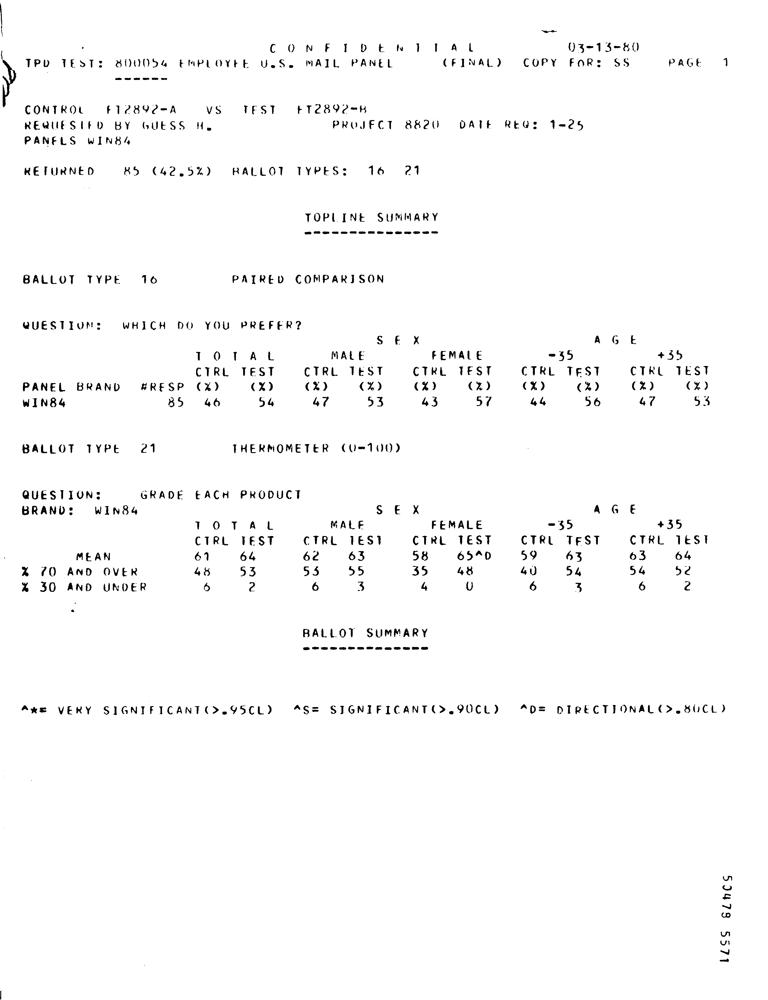 C O N F I D E N T I A L 03-13-80
TPD TEST: 800054 EMPLOYEE U.S. MAIL PANEL (FINAL) COPY FOR: SS PAGE 1
------
CONTROL FT2892-A VS TEST FT2892-B
REQUESTED BY GUESS H. PROJECT 8820 DATE REQ: 1-25
PANELS WIN84
RETURNED 85 (42.5%) BALLOT TYPES: 16 21
TOPLINE SUMMARY
---------------
BALLOT TYPE 16 PAIRED COMPARISON
QUESTION: WHICH DO YOU PREFER?
S E X A G E
T O T A L MALE FEMALE -35 +35
CTRL TEST CTRL TEST CTRL TEST CTRL TEST CTRL TEST
PANEL BRAND #RESP (%) (%) (%) (%) (%) (%) (%) (%) (%) (%)
WIN84 85 46 54 47 53 43 57 44 56 47 53
BALLOT TYPE 21 THERMOMETER (0-100)
QUESTION: GRADE EACH PRODUCT
BRAND: WIN84 S E X A G E
T O T A L MALE FEMALE -35 +35
CTRL TEST CTRL TEST CTRL TEST CTRL TEST CTRL TEST
MEAN 61 64 62 63 58 65^D 59 63 63 64
% 70 AND OVER 48 53 53 55 35 48 40 54 54 52
% 30 AND UNDER 6 2 6 3 4 0 6 3 6 2
BALLOT SUMMARY
---------------
^*= VERY SIGNIFICANT(>.95CL) ^S= SIGNIFICANT(>.90CL) ^D= DIRECTIONAL(>.80CL)
50478 5571